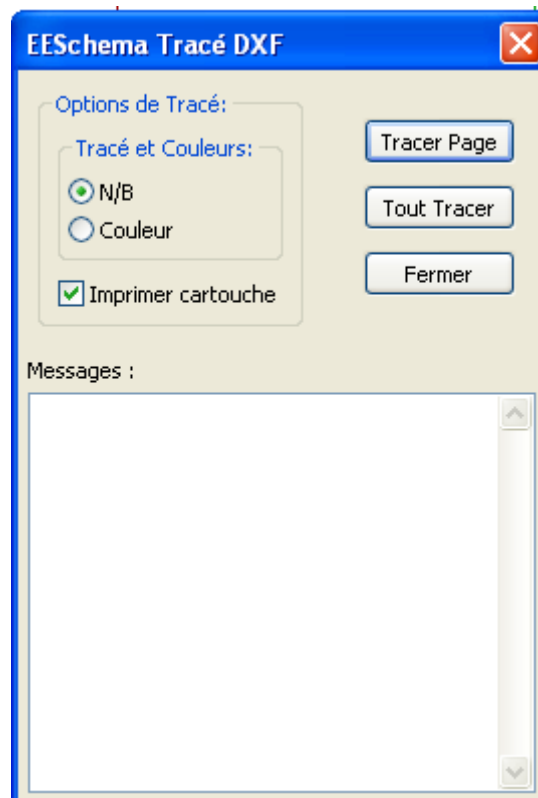 EESchema Tracé DXF
Options de Tracé:
Tracé et Couleurs:
N/B
Couleur
Imprimer cartouche
Tracer Page
Tout Tracer
Fermer
Messages :